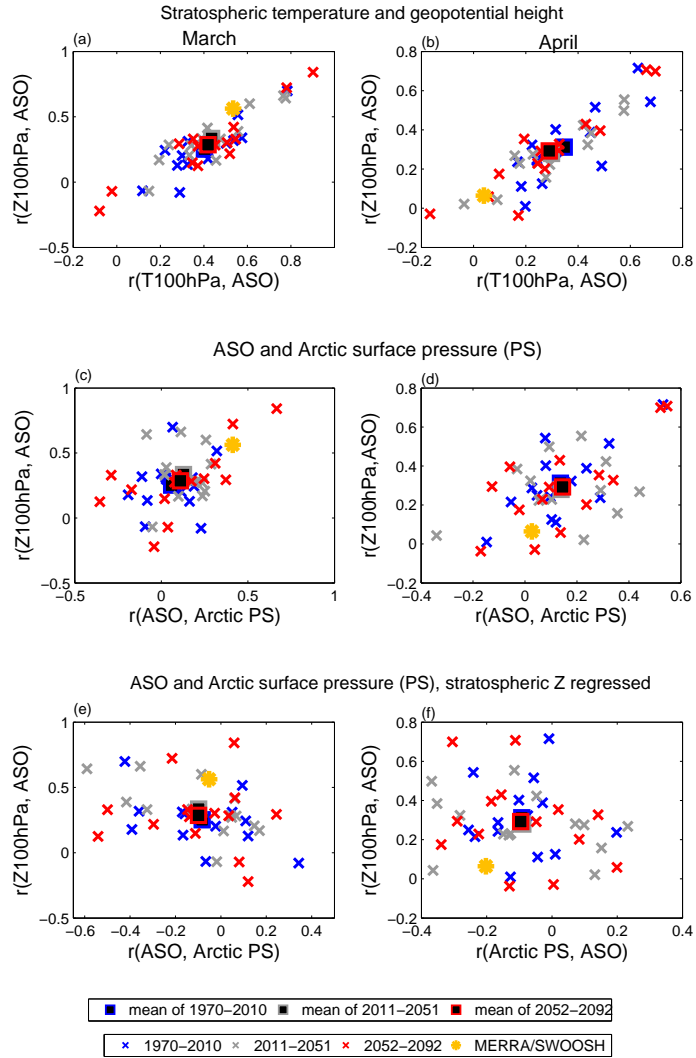 Stratospheric temperature and geopotential height
(a)
March
r(Z100hPa, ASO)
1
0.5
0
−0.5
−0.2 0 0.2 0.4 0.6 0.8
r(T100hPa, ASO)
(b)
April
r(Z100hPa, ASO)
0.8
0.6
0.4
0.2
0
−0.2
−0.2 0 0.2 0.4 0.6 0.8
r(T100hPa, ASO)
ASO and Arctic surface pressure (PS)
(c)
r(Z100hPa, ASO)
1
0.5
0
−0.5
−0.5 0 0.5 1
r(ASO, Arctic PS)
(d)
r(Z100hPa,ASO)
0.8
0.6
0.4
0.2
0
−0.2
−0.4 −0.2 0 0.2 0.4 0.6
r(ASO, Arctic PS)
ASO and Arctic surface pressure (PS), stratospheric Z regressed
(e)
r(Z100hPa, ASO)
1
0.5
0
−0.5
−0.6 −0.4 −0.2 0 0.2 0.4
r(ASO, Arctic PS)
(f)
r(Z100hPa, ASO)
0.8
0.6
0.4
0.2
0
−0.2
−0.4 −0.2 0 0.2 0.4
r(Arctic PS, ASO)
mean of 1970−2010 mean of 2011−2051 mean of 2052−2092
1970−2010 2011−2051 2052−2092 MERRA/SWOOSH